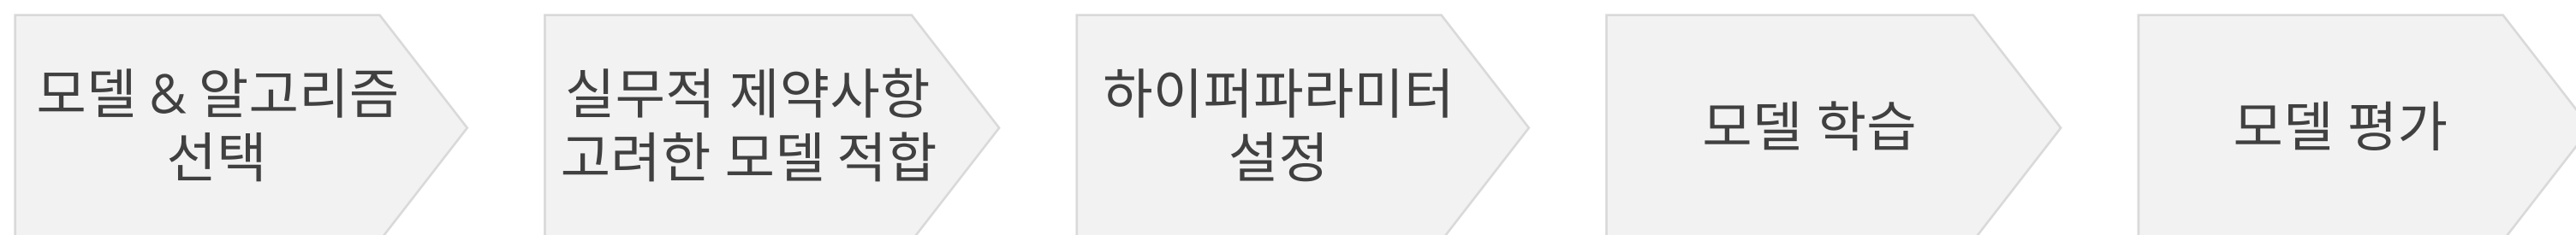 모델 & 알고리즘
선택
실무적 제약사항
고려한 모델 적합
하이퍼파라미터
설정
모델 학습
모델 평가